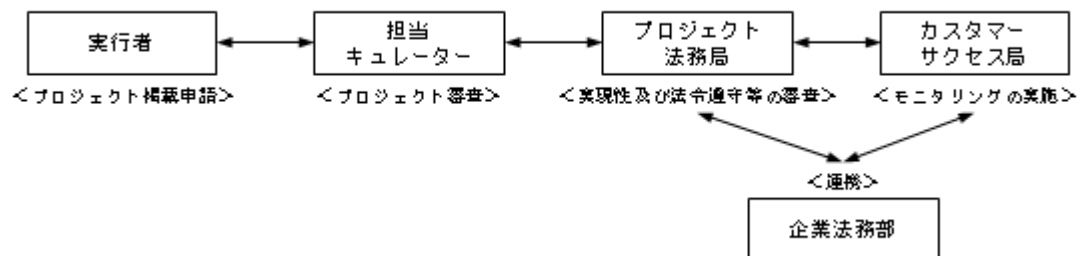 実行者
担当
キュレーター
プロジェクト
法務局
カスタマー
サクセス局
＜プロジェクト掲載申請＞
＜プロジェクト審査＞
＜実現性及び法令遵守等の審査＞
＜モニタリングの実施＞
＜連携＞
企業法務部